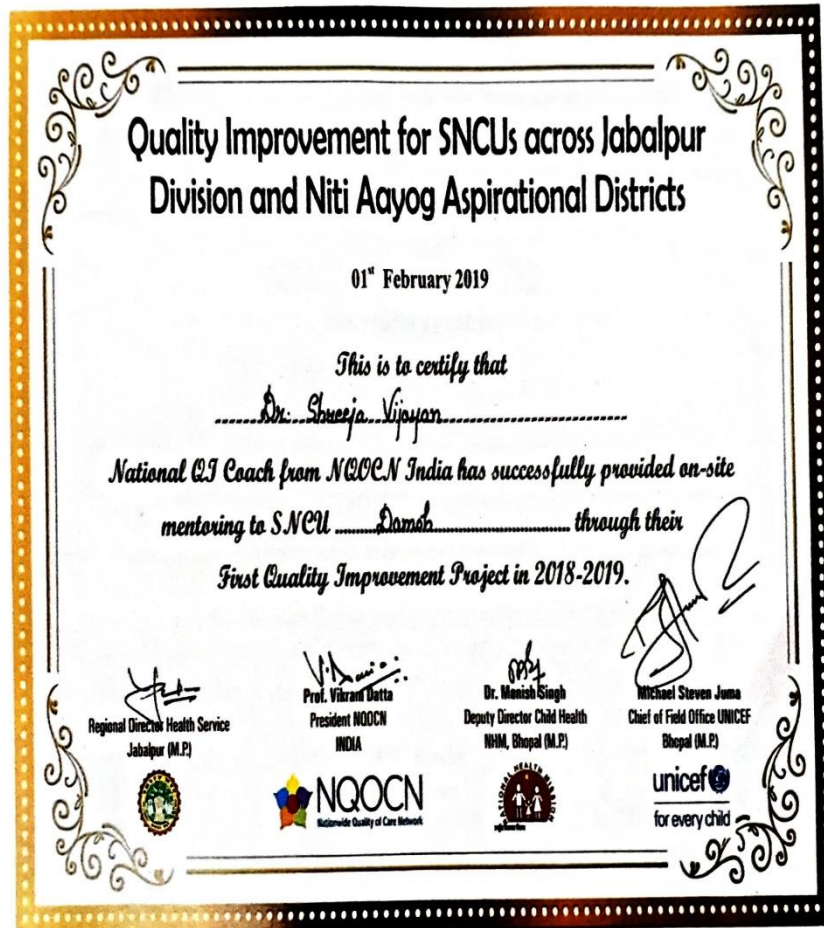 Quality Improvement for SNCUs across Jabalpur
Division and Niti Aayog Aspirational Districts
01st February 2019
This is to certify that
Dr. Shreeja Vijayan
National QI Coach from NQOCN India has successfully provided on-site
mentoring to SNCU Damoh through their
First Quality Improvement Project in 2018-2019.
Regional Director Health Service
Jabalpur (M.P.)
Prof. Vikram Datta
President NQOCN
INDIA
Dr. Manish Singh
Deputy Director Child Health
NHM, Bhopal (M.P.)
Michael Steven Juma
Chief of Field Office UNICEF
Bhopal (M.P.)
NQOCN
Nationwide Quality of Care Network
NATIONAL HEALTH MISSION
unicef
for every child